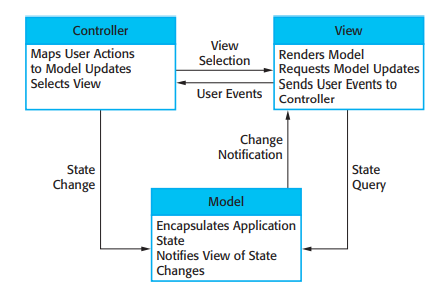 Controller
Maps User Actions
to Model Updates
Selects View
View
Selection
User Events
View
Renders Model
Requests Model Updates
Sends User Events to
Controller
State
Change
Change
Notification
State
Query
Model
Encapsulates Application
State
Notifies View of State
Changes